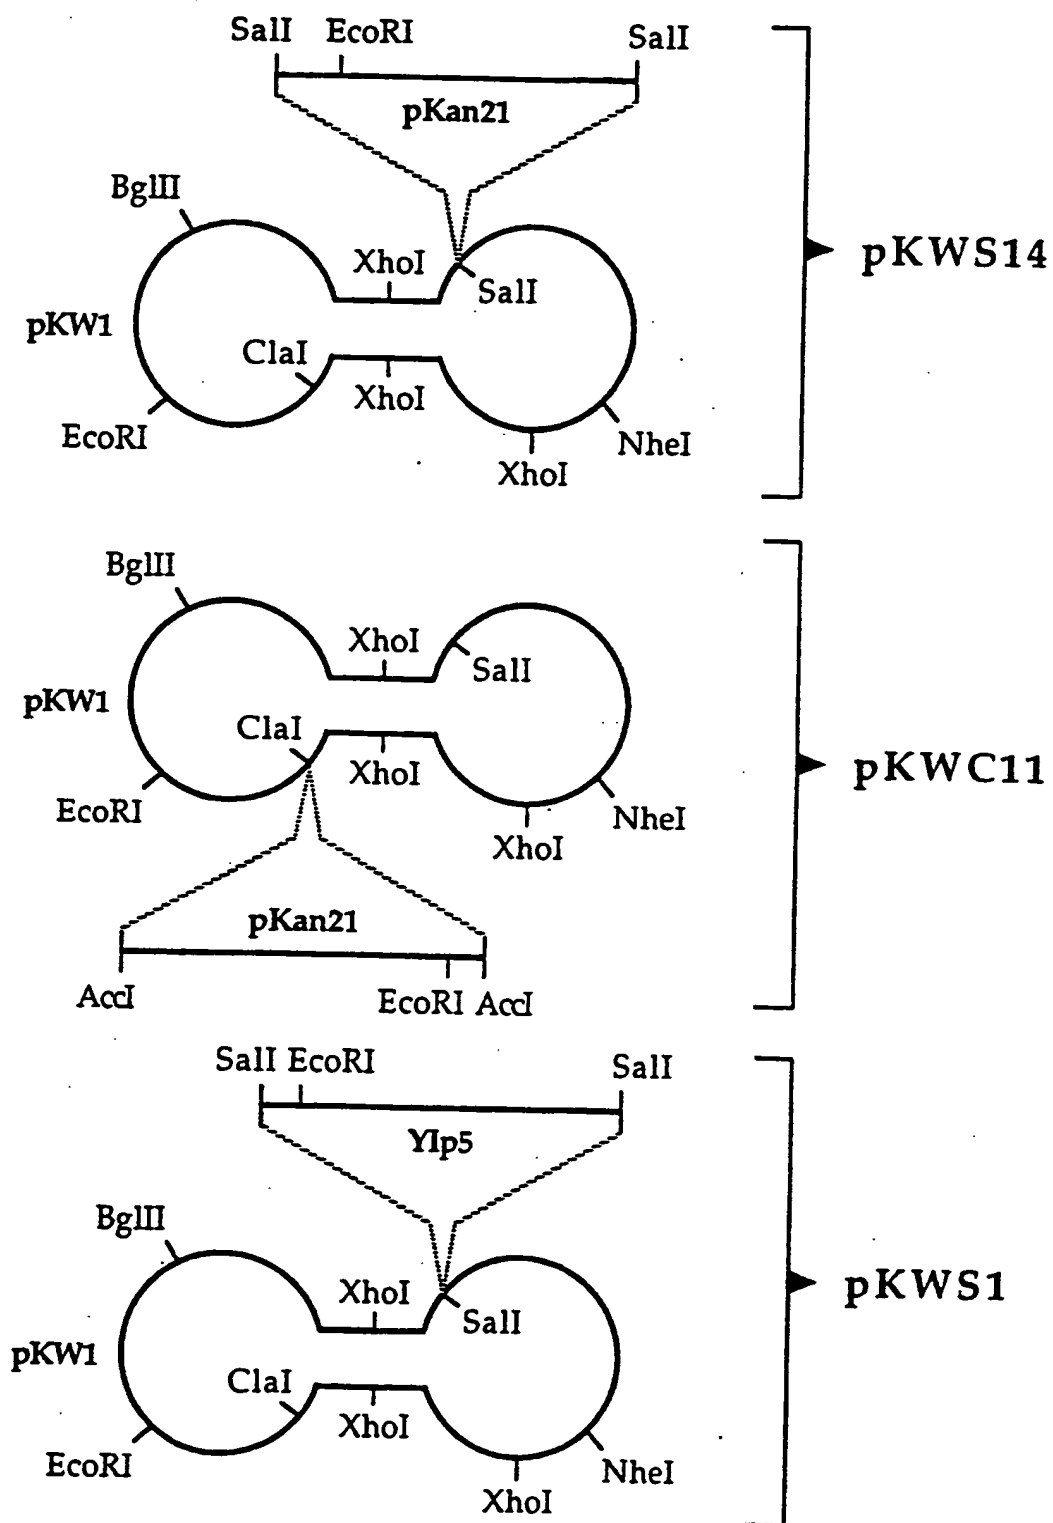 SalI EcoRI SalI
pKan21
BglII
XhoI
SalI
pKW1
ClaI
XhoI
EcoRI
NheI
XhoI
pKWS14
BglII
XhoI
SalI
pKW1
ClaI
XhoI
EcoRI
NheI
XhoI
pKan21
AccI EcoRI AccI
pKWC11
SalI EcoRI SalI
YIp5
BglII
XhoI
SalI
pKW1
ClaI
XhoI
EcoRI
NheI
XhoI
pKWS1